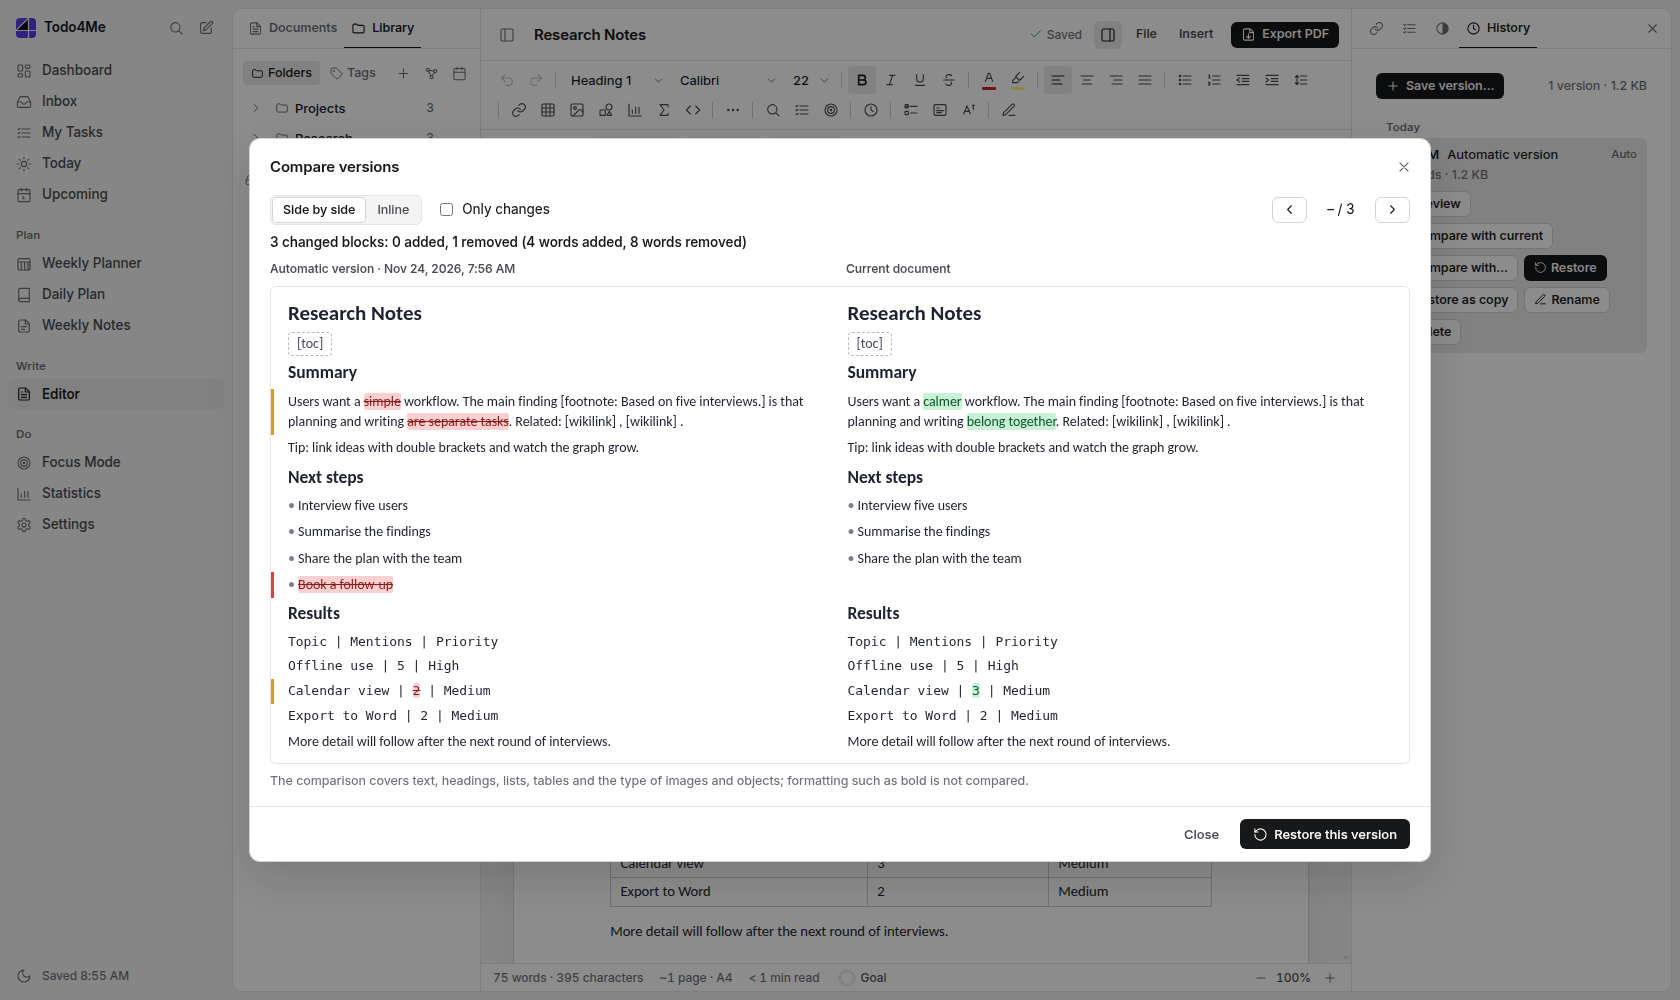 Todo4Me
Dashboard
Inbox
My Tasks
Today
Upcoming
Plan
Weekly Planner
Daily Plan
Weekly Notes
Write
Editor
Do
Focus Mode
Statistics
Settings
Saved 8:55 AM
Documents
Library
Folders
Tags
Projects 3
Research 3
Research Notes
Saved
File
Insert
Export PDF
Heading 1
Calibri
22
History
Save version...
1 version · 1.2 KB
Today
M Automatic version Auto
ds · 1.2 KB
view
mpare with current
mpare with...
Restore
store as copy
Rename
lete
Compare versions
Side by side
Inline
Only changes
– / 3
3 changed blocks: 0 added, 1 removed (4 words added, 8 words removed)
Automatic version · Nov 24, 2026, 7:56 AM
Current document
Research Notes
[toc]
Summary
Users want a simple workflow. The main finding [footnote: Based on five interviews.] is that
planning and writing are separate tasks. Related: [wikilink] , [wikilink] .
Tip: link ideas with double brackets and watch the graph grow.
Next steps
• Interview five users
• Summarise the findings
• Share the plan with the team
• Book a follow-up
Results
Topic | Mentions | Priority
Offline use | 5 | High
Calendar view | 2 | Medium
Export to Word | 2 | Medium
More detail will follow after the next round of interviews.
Research Notes
[toc]
Summary
Users want a calmer workflow. The main finding [footnote: Based on five interviews.] is that
planning and writing belong together. Related: [wikilink] , [wikilink] .
Tip: link ideas with double brackets and watch the graph grow.
Next steps
• Interview five users
• Summarise the findings
• Share the plan with the team
Results
Topic | Mentions | Priority
Offline use | 5 | High
Calendar view | 3 | Medium
Export to Word | 2 | Medium
More detail will follow after the next round of interviews.
The comparison covers text, headings, lists, tables and the type of images and objects; formatting such as bold is not compared.
Close
Restore this version
Calendar view 3 Medium
Export to Word 2 Medium
More detail will follow after the next round of interviews.
75 words · 395 characters
~1 page · A4
< 1 min read
Goal
100%